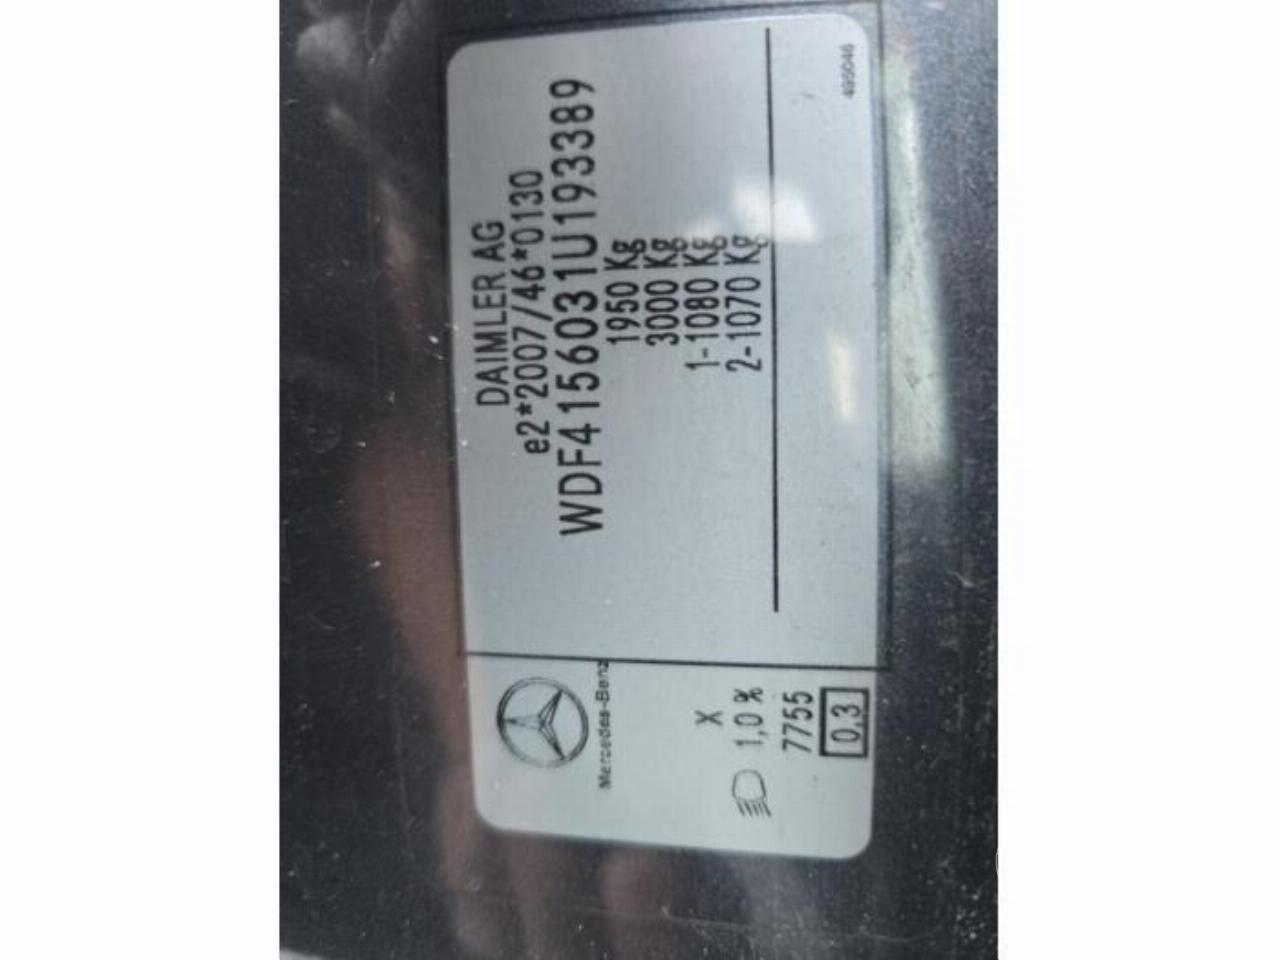 DAIMLER AG
e2*2007/46*0130
WDF4156031U193389
1950 Kg
3000 Kg
1-1080 Kg
2-1070 Kg
495046
Mercedes-Benz
X
1,0 %
7755
0,3